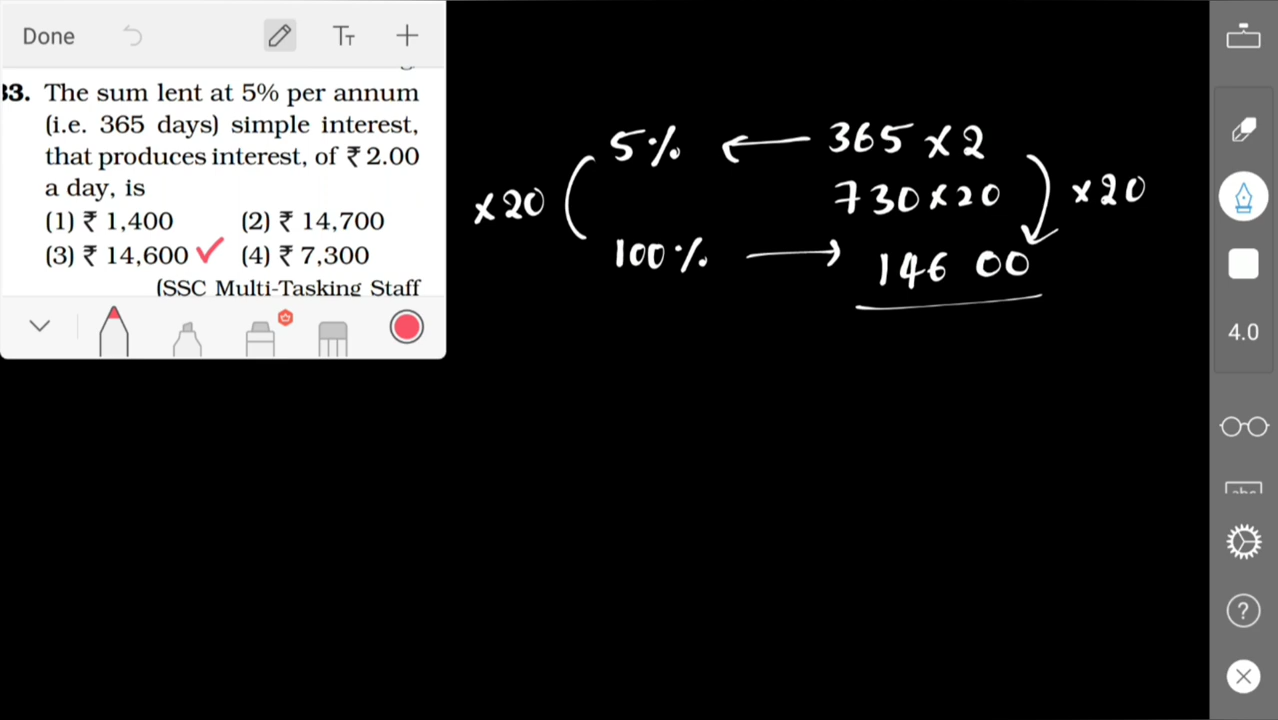 Done
TT
33. The sum lent at 5% per annum
(i.e. 365 days) simple interest,
that produces interest, of ₹ 2.00
a day, is
(1) ₹ 1,400 (2) ₹ 14,700
(3) ₹ 14,600 (4) ₹ 7,300
(SSC Multi-Tasking Staff
5% ← 365 × 2
×20 730 × 20 ×20
100% → 146 00
4.0
abc
?